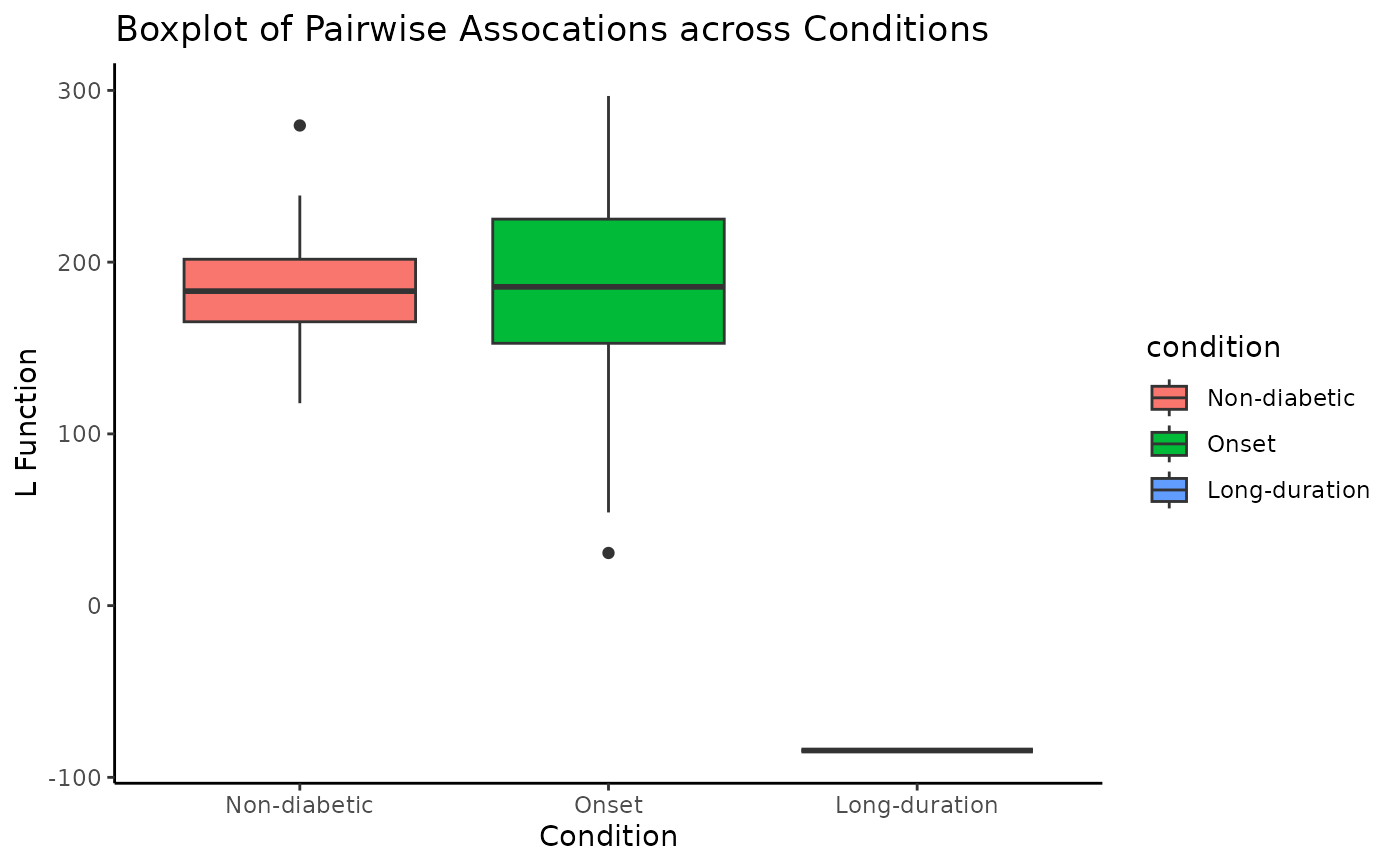 Boxplot of Pairwise Assocations across Conditions
300
200
100
0
-100
L Function
Non-diabetic
Onset
Long-duration
Condition
condition
Non-diabetic
Onset
Long-duration